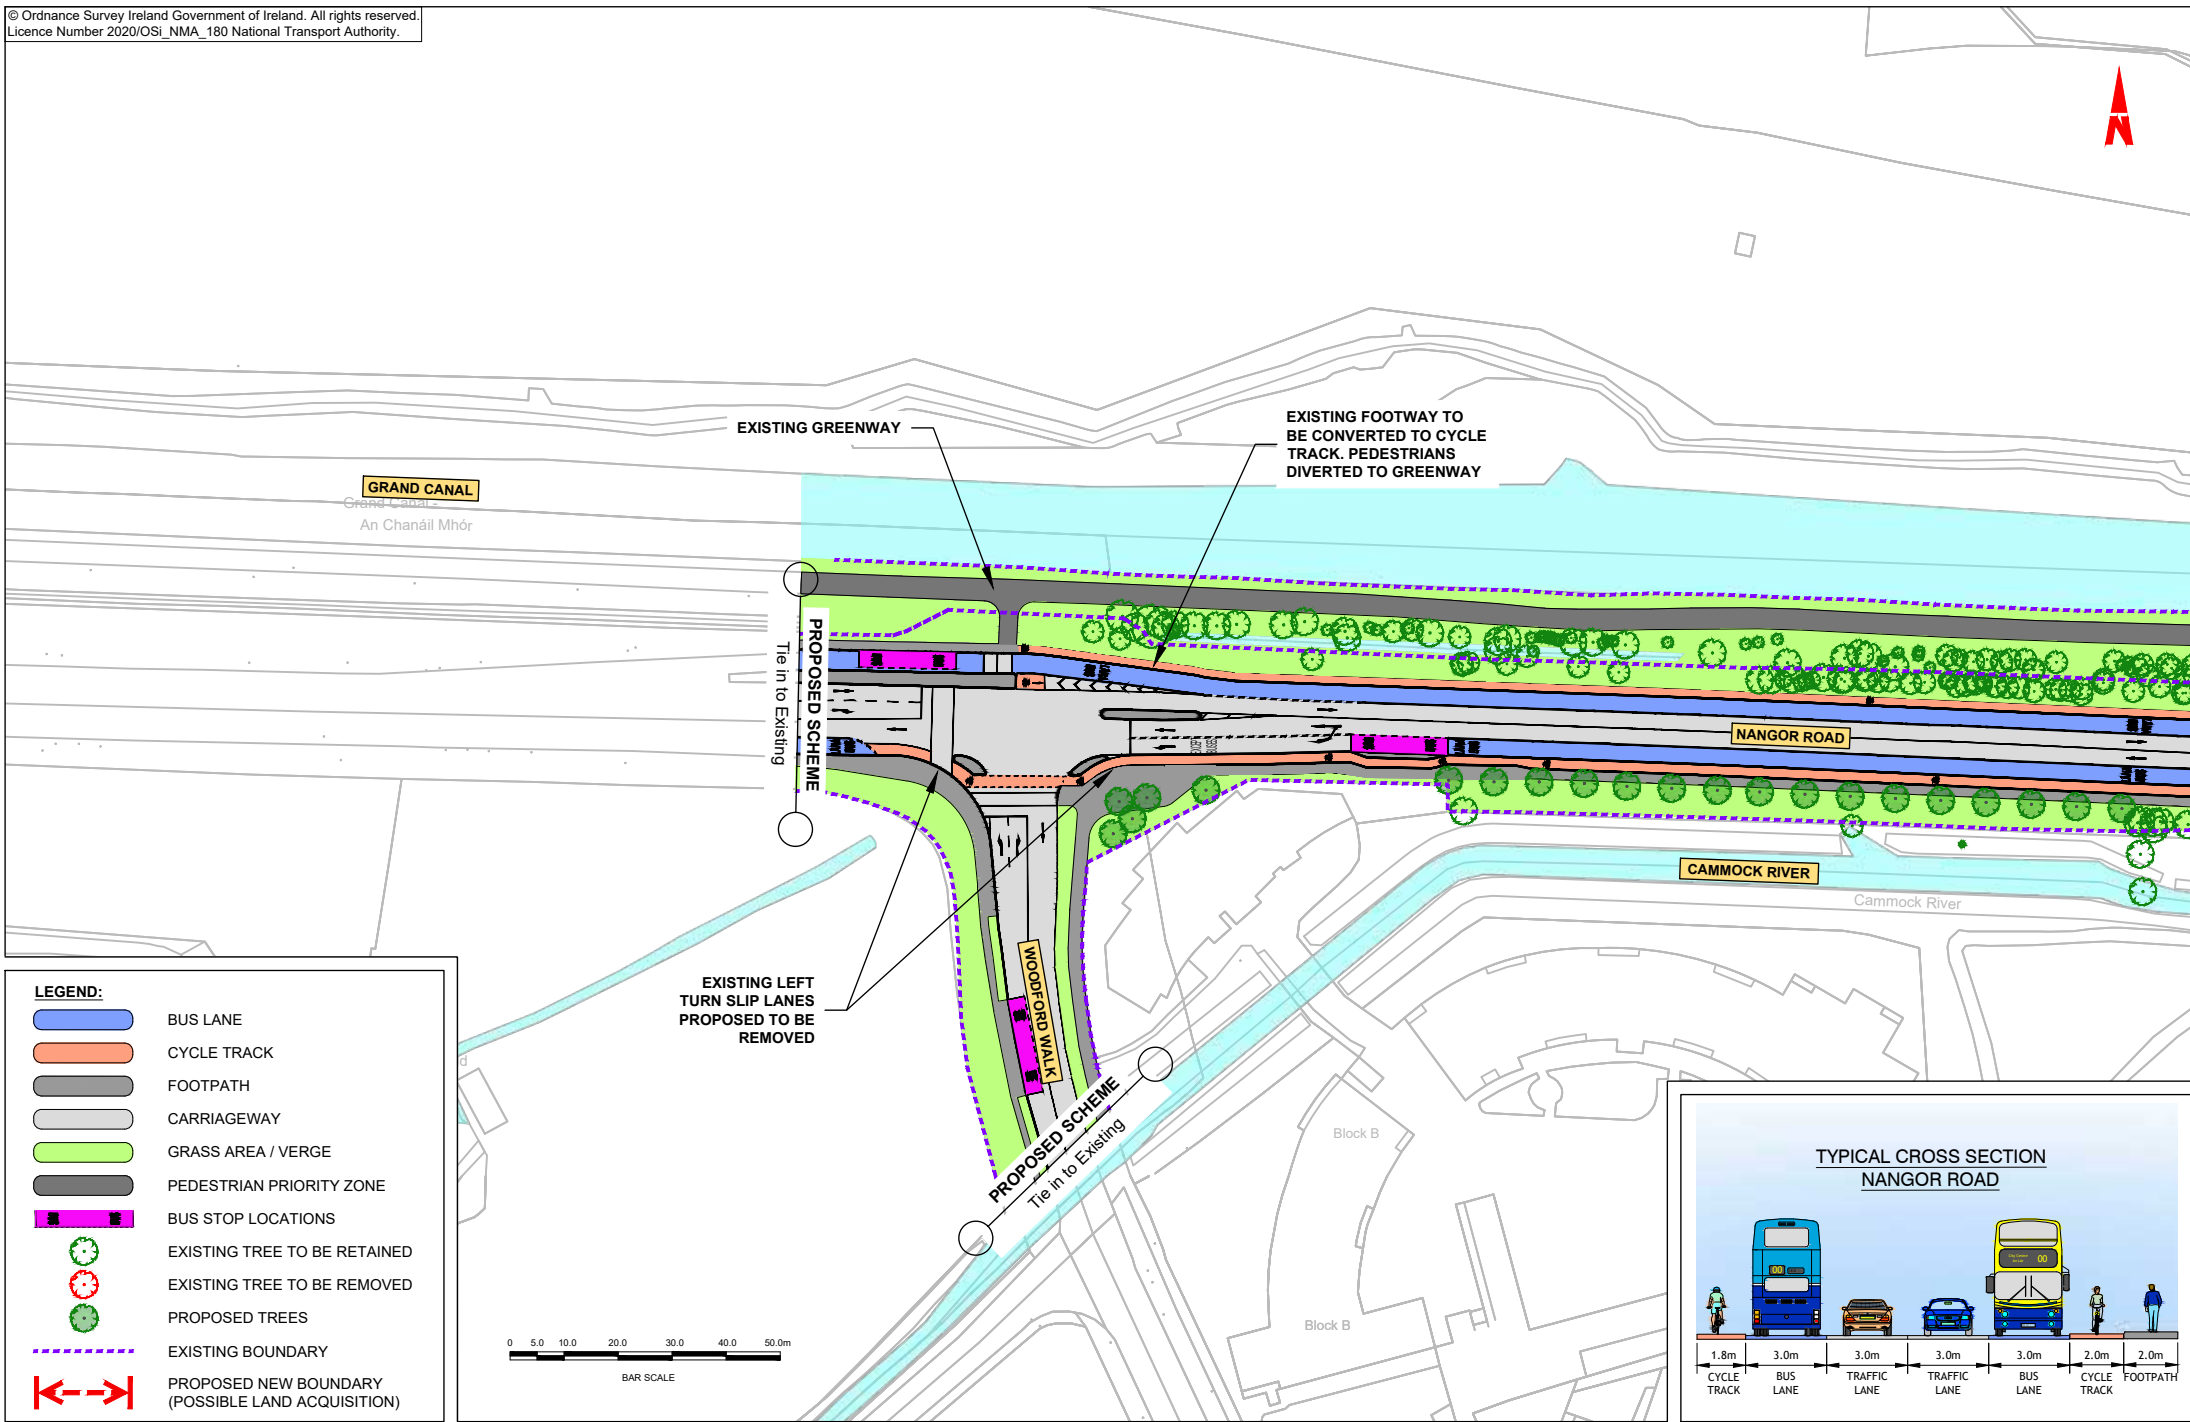 © Ordnance Survey Ireland Government of Ireland. All rights reserved.
Licence Number 2020/OSi_NMA_180 National Transport Authority.
N
EXISTING GREENWAY
EXISTING FOOTWAY TO
BE CONVERTED TO CYCLE
TRACK. PEDESTRIANS
DIVERTED TO GREENWAY
GRAND CANAL
Grand Canal -
An Chanáil Mhór
PROPOSED SCHEME
Tie in to Existing
NANGOR ROAD
CAMMOCK RIVER
Cammock River
WOODFORD WALK
EXISTING LEFT
TURN SLIP LANES
PROPOSED TO BE
REMOVED
PROPOSED SCHEME
Tie in to Existing
Block B
Block B
LEGEND:
BUS LANE
CYCLE TRACK
FOOTPATH
CARRIAGEWAY
GRASS AREA / VERGE
PEDESTRIAN PRIORITY ZONE
BUS STOP LOCATIONS
EXISTING TREE TO BE RETAINED
EXISTING TREE TO BE REMOVED
PROPOSED TREES
EXISTING BOUNDARY
PROPOSED NEW BOUNDARY
(POSSIBLE LAND ACQUISITION)
0 5.0 10.0 20.0 30.0 40.0 50.0m
BAR SCALE
TYPICAL CROSS SECTION
NANGOR ROAD
00
00
1.8m 3.0m 3.0m 3.0m 3.0m 2.0m 2.0m
CYCLE TRACK BUS LANE TRAFFIC LANE TRAFFIC LANE BUS LANE CYCLE TRACK FOOTPATH